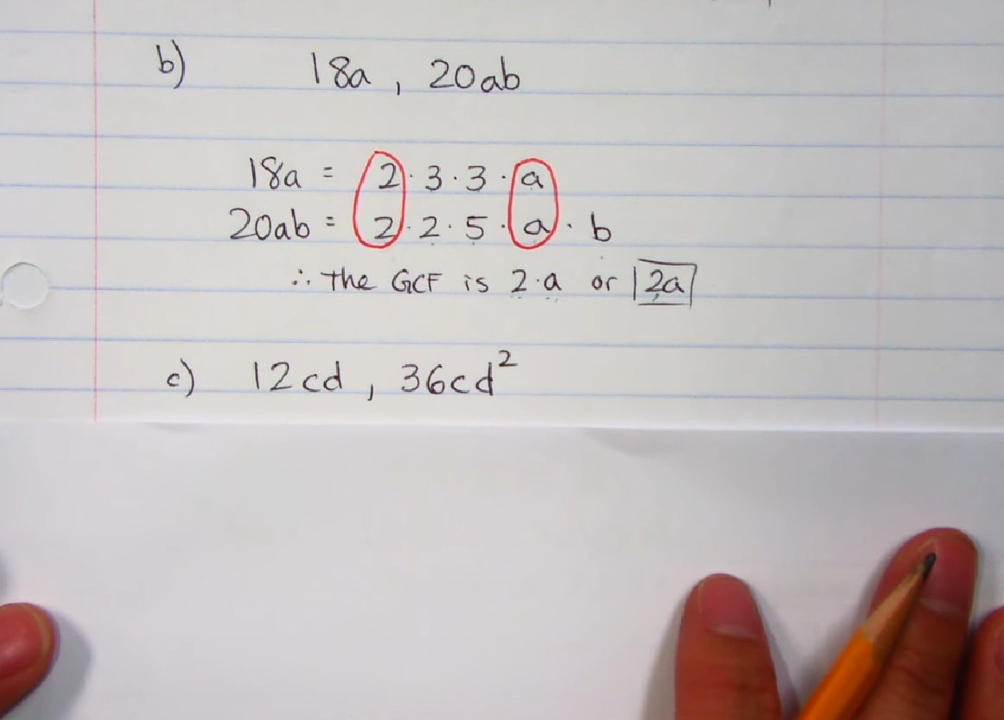 b) 18a , 20ab
18a = 2 · 3 · 3 · a
20ab = 2 · 2 · 5 · a · b
∴ The GCF is 2·a or 2a
c) 12cd , 36cd²